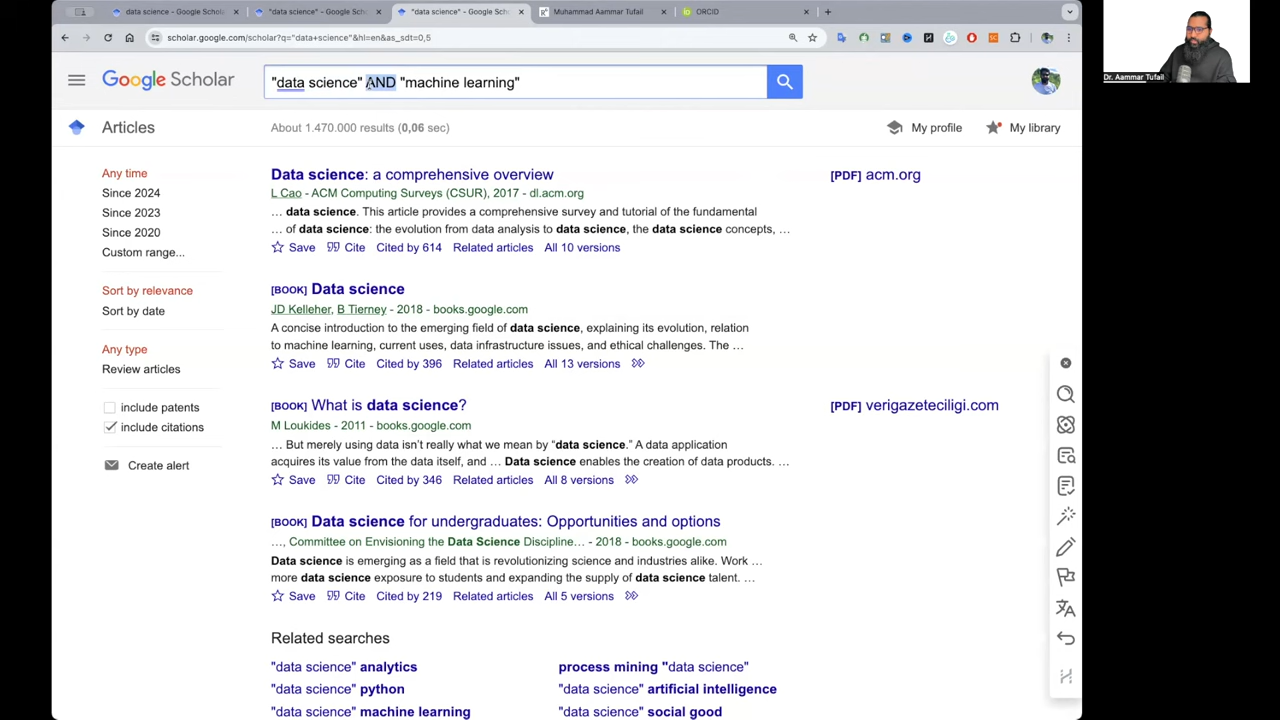 data science - Google Schol
"data science" - Google Sch
"data science" - Google Sch
Muhammad Aammar Tufail
ORCID
scholar.google.com/scholar?q="data+science"&hl=en&as_sdt=0,5
Dr. Aammar Tufail
Google Scholar
"data science" AND "machine learning"
Articles
About 1.470.000 results (0,06 sec)
My profile
My library
Any time
Since 2024
Since 2023
Since 2020
Custom range...
Sort by relevance
Sort by date
Any type
Review articles
include patents
include citations
Create alert
Data science: a comprehensive overview
L Cao - ACM Computing Surveys (CSUR), 2017 - dl.acm.org
… data science. This article provides a comprehensive survey and tutorial of the fundamental
… of data science: the evolution from data analysis to data science, the data science concepts, …
Save Cite Cited by 614 Related articles All 10 versions
[PDF] acm.org
[BOOK] Data science
JD Kelleher, B Tierney - 2018 - books.google.com
A concise introduction to the emerging field of data science, explaining its evolution, relation
to machine learning, current uses, data infrastructure issues, and ethical challenges. The …
Save Cite Cited by 396 Related articles All 13 versions
[BOOK] What is data science?
M Loukides - 2011 - books.google.com
… But merely using data isn't really what we mean by “data science.” A data application
acquires its value from the data itself, and … Data science enables the creation of data products. …
Save Cite Cited by 346 Related articles All 8 versions
[PDF] verigazeteciligi.com
[BOOK] Data science for undergraduates: Opportunities and options
…, Committee on Envisioning the Data Science Discipline… - 2018 - books.google.com
Data science is emerging as a field that is revolutionizing science and industries alike. Work …
more data science exposure to students and expanding the supply of data science talent. …
Save Cite Cited by 219 Related articles All 5 versions
Related searches
"data science" analytics
process mining "data science"
"data science" python
"data science" artificial intelligence
"data science" machine learning
"data science" social good